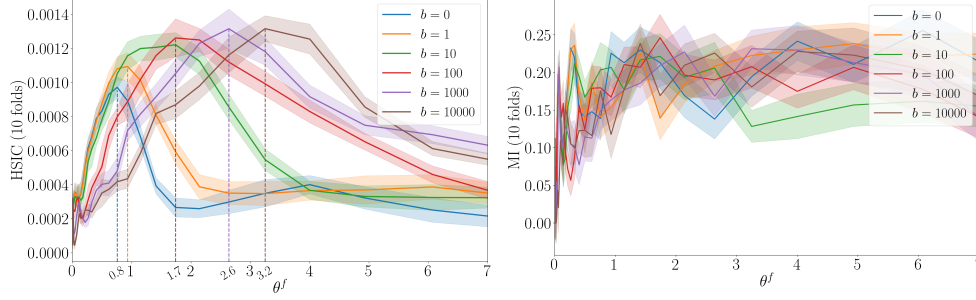 HSIC (10 folds)
0.0014
0.0012
0.0010
0.0008
0.0006
0.0004
0.0002
0.0000
b = 0
b = 1
b = 10
b = 100
b = 1000
b = 10000
0 0.8 1 1.7 2 2.6 3 3.2 4 5 6 7
θ^f
MI (10 folds)
0.25
0.20
0.15
0.10
0.05
0.00
b = 0
b = 1
b = 10
b = 100
b = 1000
b = 10000
0 1 2 3 4 5 6 7
θ^f